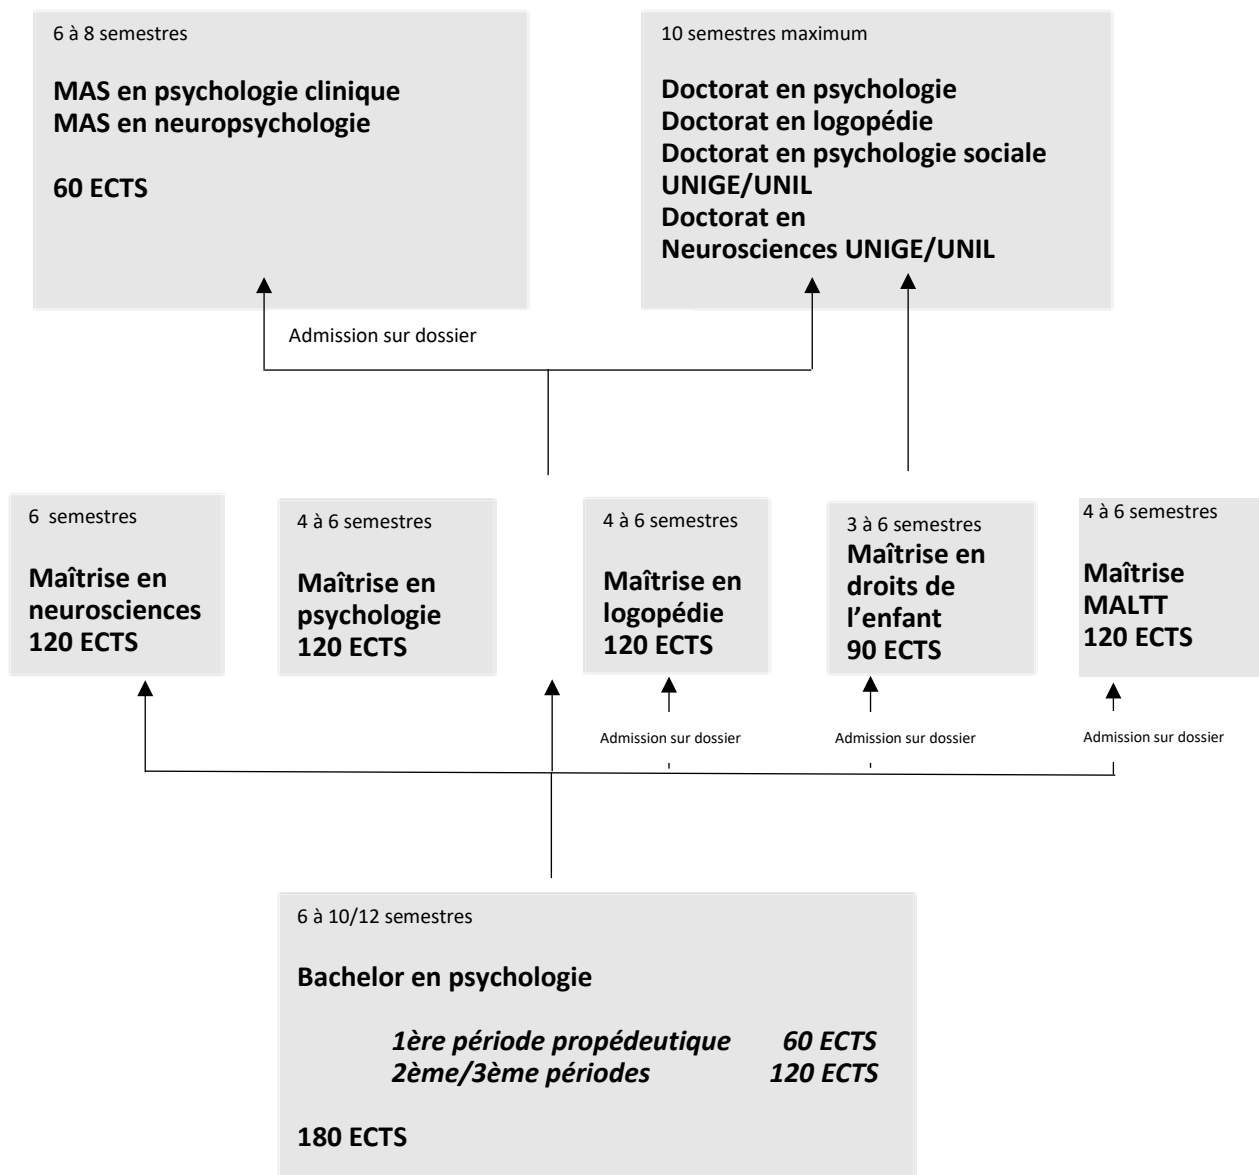 6 à 8 semestres
MAS en psychologie clinique
MAS en neuropsychologie
60 ECTS
10 semestres maximum
Doctorat en psychologie
Doctorat en logopédie
Doctorat en psychologie sociale
UNIGE/UNIL
Doctorat en
Neurosciences UNIGE/UNIL
Admission sur dossier
6 semestres
Maîtrise en
neurosciences
120 ECTS
4 à 6 semestres
Maîtrise en
psychologie
120 ECTS
4 à 6 semestres
Maîtrise en
logopédie
120 ECTS
3 à 6 semestres
Maîtrise en
droits de
l’enfant
90 ECTS
4 à 6 semestres
Maîtrise
MALTT
120 ECTS
Admission sur dossier
Admission sur dossier
Admission sur dossier
6 à 10/12 semestres
Bachelor en psychologie
1ère période propédeutique 60 ECTS
2ème/3ème périodes 120 ECTS
180 ECTS